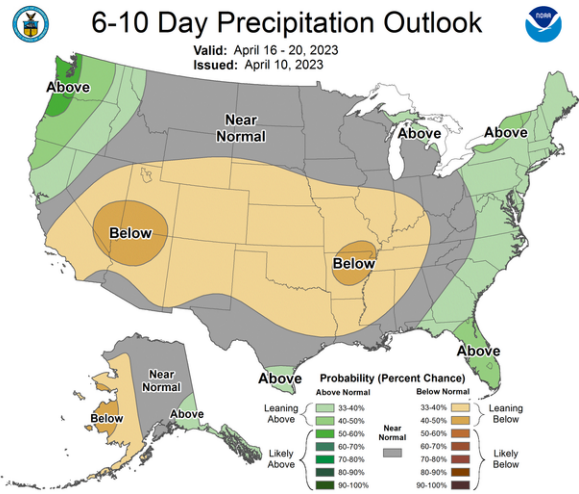 6-10 Day Precipitation Outlook
Valid: April 16 - 20, 2023
Issued: April 10, 2023
NOAA
Above
Near
Normal
Above
Above
Below
Below
Above
Above
Near
Normal
Below
Above
Probability (Percent Chance)
Above Normal
Below Normal
Leaning
Above
33-40%
40-50%
Likely
Above
50-60%
60-70%
70-80%
80-90%
90-100%
Near
Normal
33-40%
40-50%
Leaning
Below
50-60%
60-70%
70-80%
80-90%
90-100%
Likely
Below